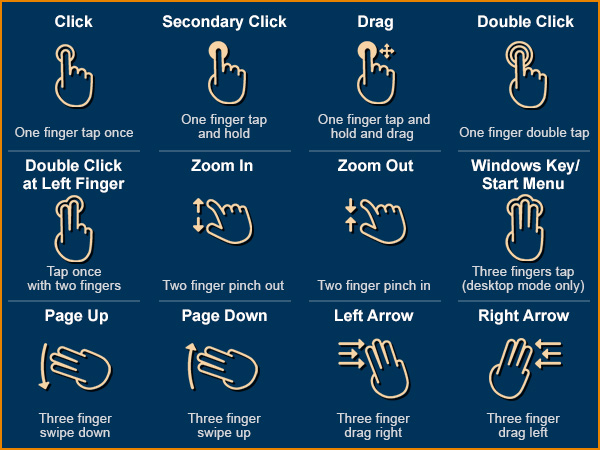 Click
One finger tap once
Secondary Click
One finger tap
and hold
Drag
One finger tap and
hold and drag
Double Click
One finger double tap
Double Click
at Left Finger
Tap once
with two fingers
Zoom In
Two finger pinch out
Zoom Out
Two finger pinch in
Windows Key/
Start Menu
Three fingers tap
(desktop mode only)
Page Up
Three finger
swipe down
Page Down
Three finger
swipe up
Left Arrow
Three finger
drag right
Right Arrow
Three finger
drag left